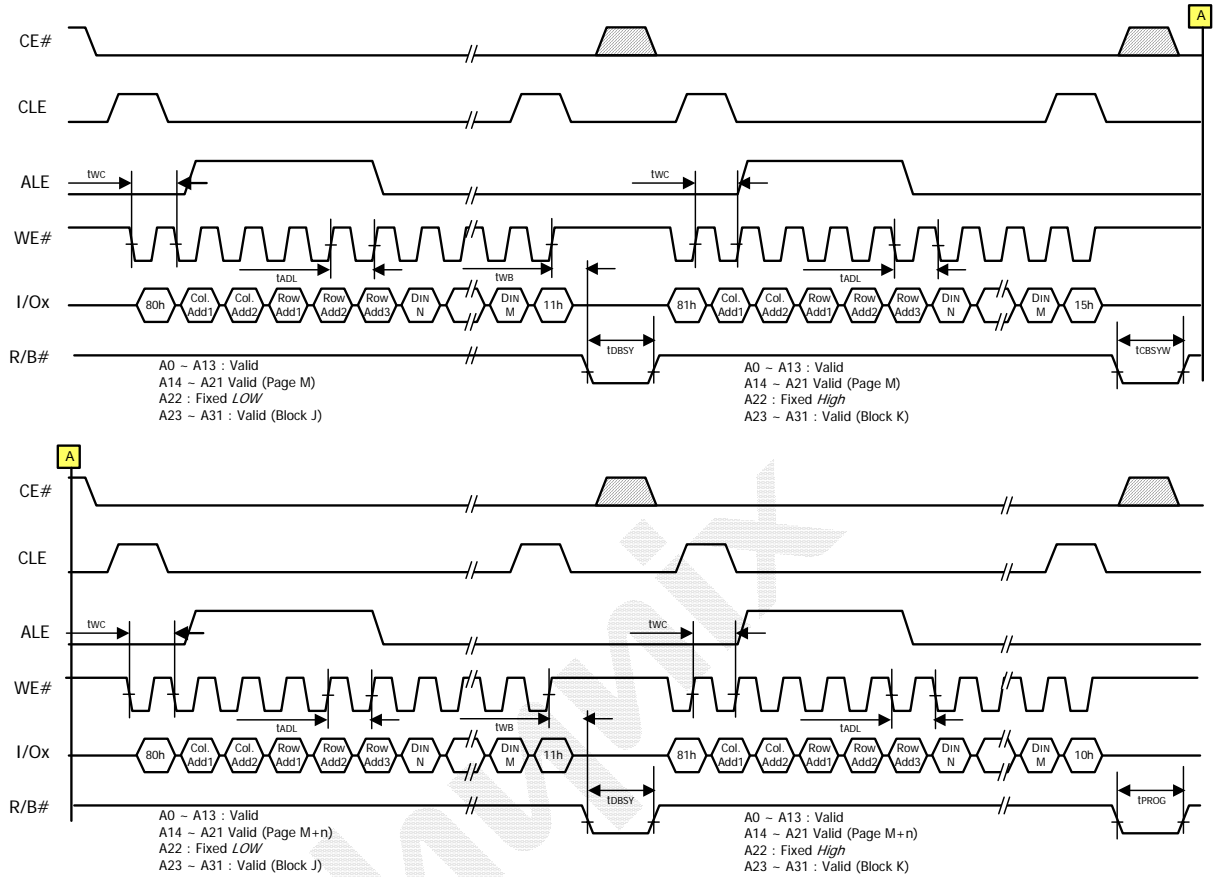 A
CE#
CLE
ALE
tWC
tWC
WE#
tADL
tWB
tADL
I/Ox
80h
Col. Add1
Col. Add2
Row Add1
Row Add2
Row Add3
DIN N
DIN M
11h
81h
Col. Add1
Col. Add2
Row Add1
Row Add2
Row Add3
DIN N
DIN M
15h
R/B#
tDBSY
tCBSYW
A0 ~ A13 : Valid
A14 ~ A21 Valid (Page M)
A22 : Fixed LOW
A23 ~ A31 : Valid (Block J)
A0 ~ A13 : Valid
A14 ~ A21 Valid (Page M)
A22 : Fixed High
A23 ~ A31 : Valid (Block K)
A
CE#
CLE
ALE
tWC
tWC
WE#
tADL
tWB
tADL
I/Ox
80h
Col. Add1
Col. Add2
Row Add1
Row Add2
Row Add3
DIN N
DIN M
11h
81h
Col. Add1
Col. Add2
Row Add1
Row Add2
Row Add3
DIN N
DIN M
10h
R/B#
tDBSY
tPROG
A0 ~ A13 : Valid
A14 ~ A21 Valid (Page M+n)
A22 : Fixed LOW
A23 ~ A31 : Valid (Block J)
A0 ~ A13 : Valid
A14 ~ A21 Valid (Page M+n)
A22 : Fixed High
A23 ~ A31 : Valid (Block K)